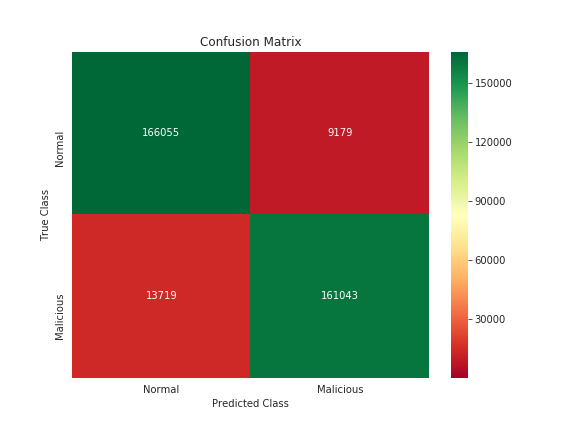 Confusion Matrix
True Class
Normal
166055
9179
Malicious
13719
161043
Normal
Malicious
Predicted Class
150000
120000
90000
60000
30000